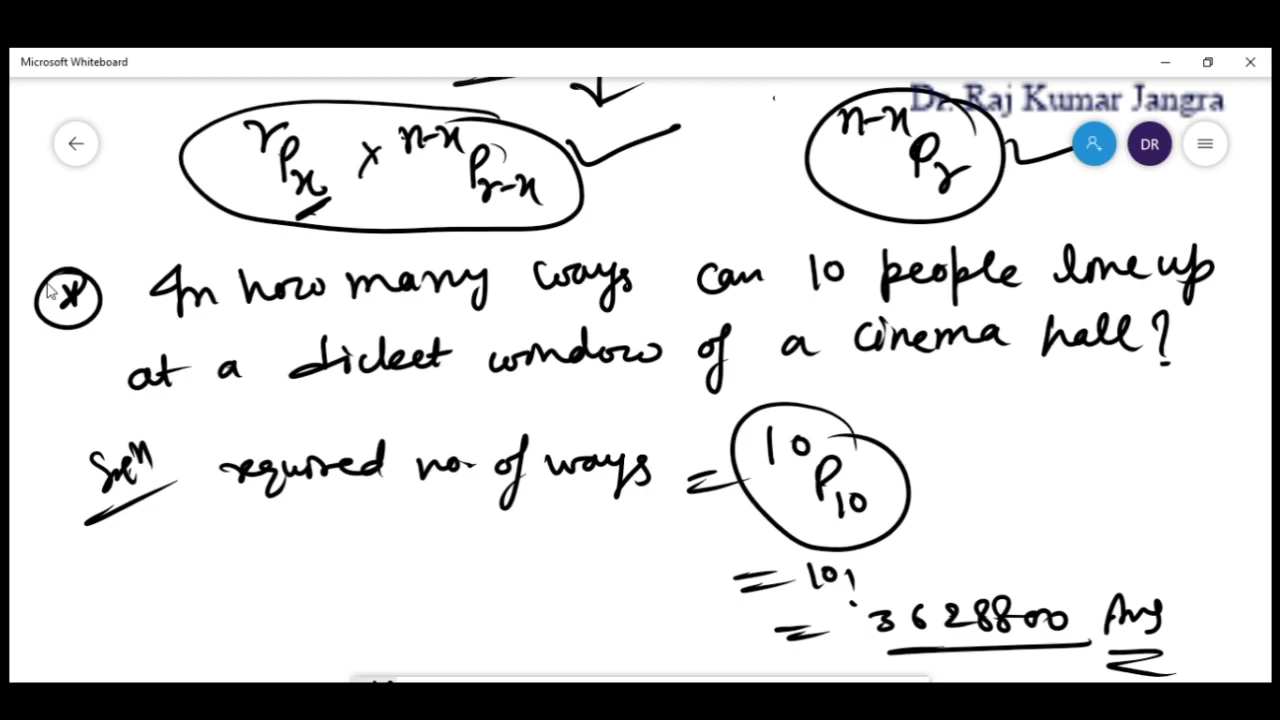 Microsoft Whiteboard
Dr. Raj Kumar Jangra
ʳPₓ × ⁿ⁻ˣPᵣ₋ₓ ⁿ⁻ˣPᵣ
DR
* In how many ways can 10 people line up
at a ticket window of a cinema hall?
Solⁿ required no. of ways = ¹⁰P₁₀
= 10!
= 3628800 Ans